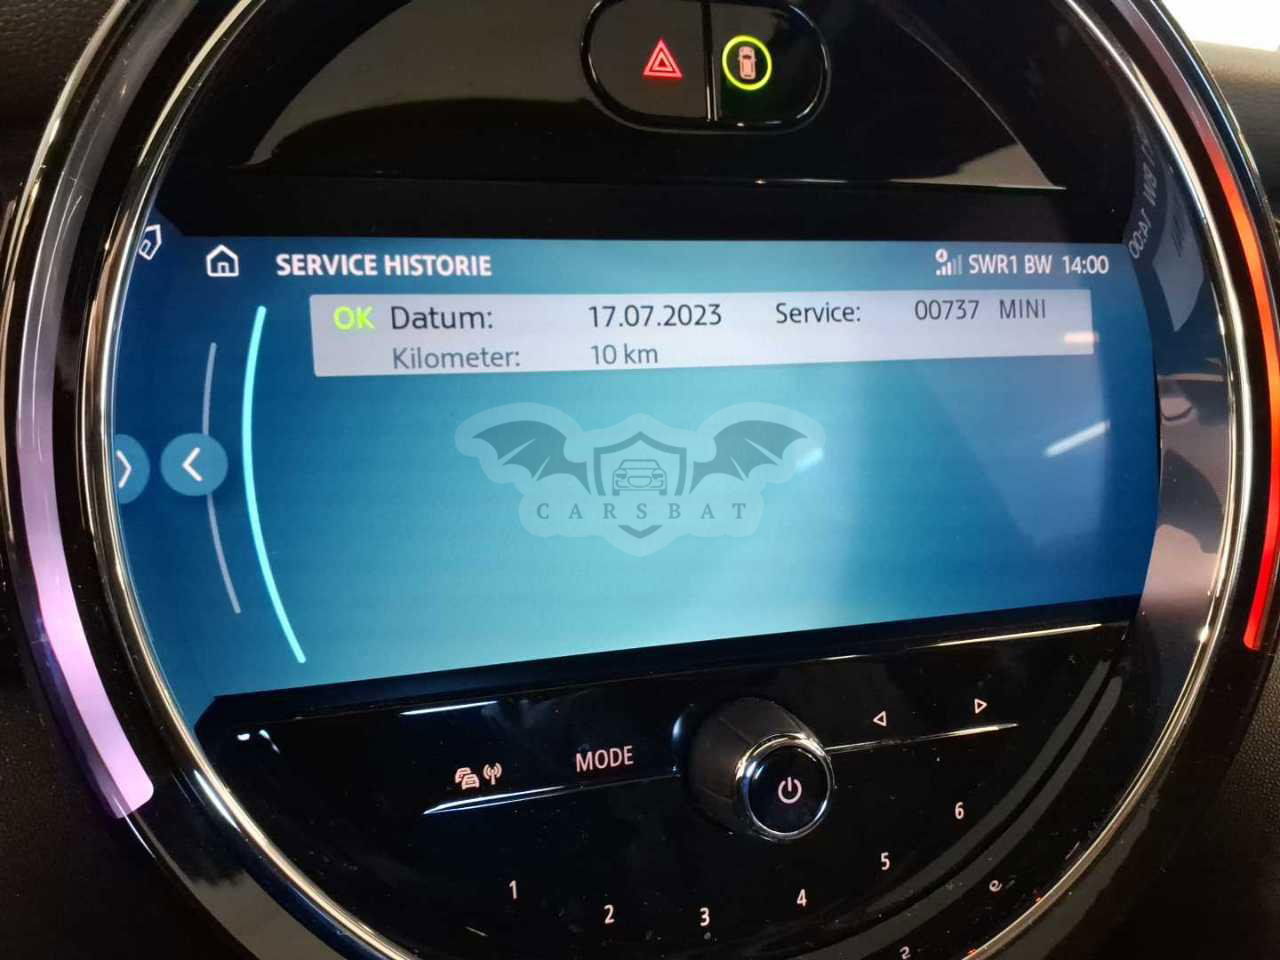 SERVICE HISTORIE
4 SWR1 BW 14:00
OK Datum: 17.07.2023 Service: 00737 MINI
Kilometer: 10 km
CARSBAT
MODE
1 2 3 4 5 6